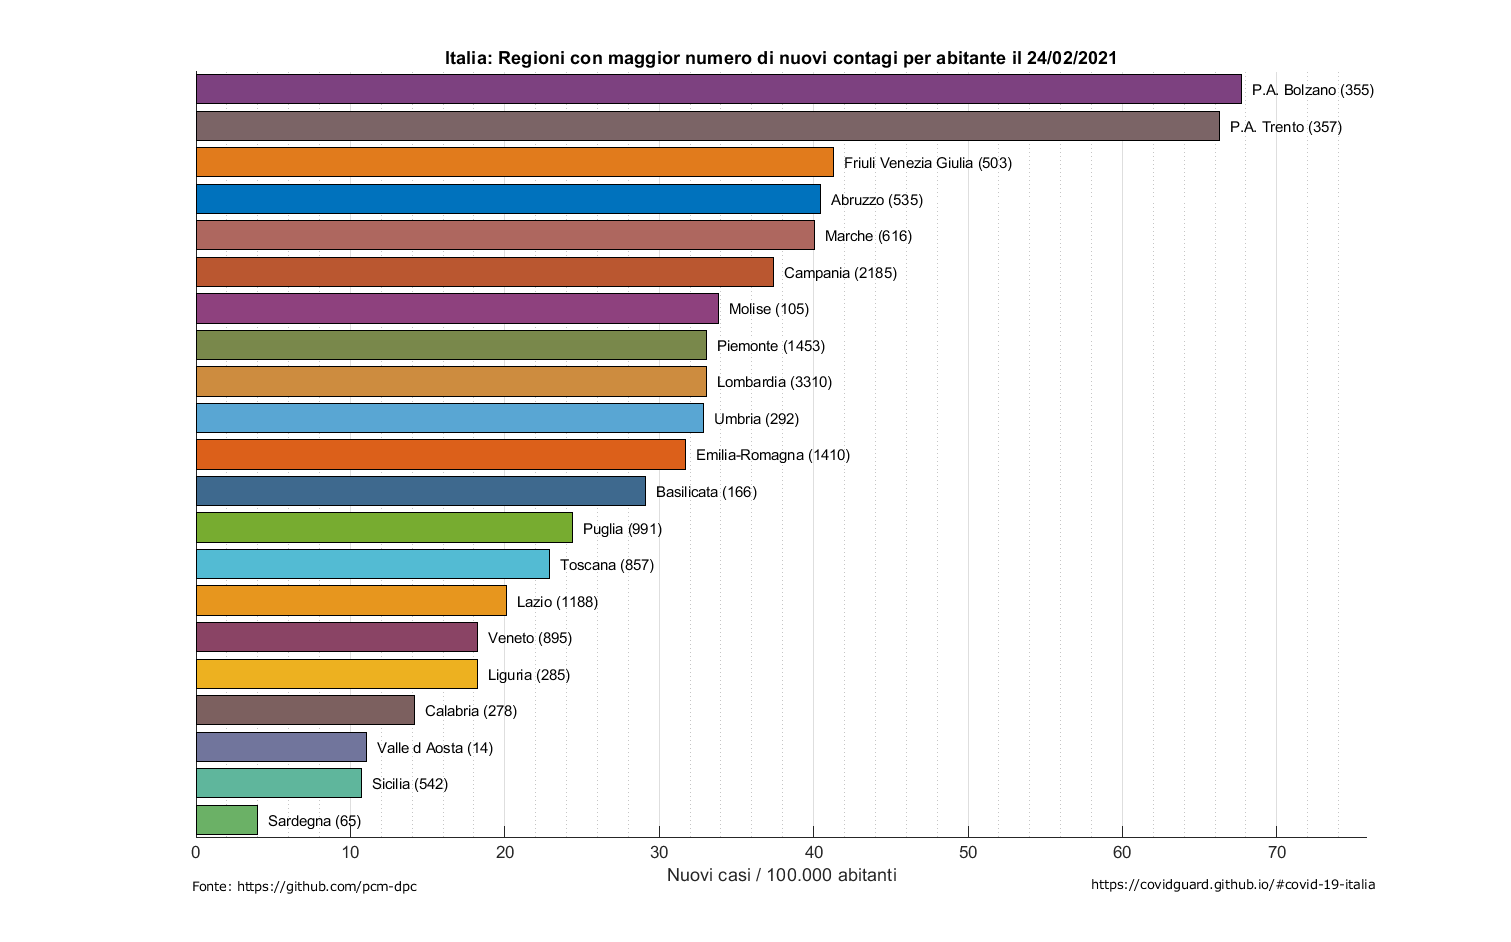 Italia: Regioni con maggior numero di nuovi contagi per abitante il 24/02/2021
P.A. Bolzano (355)
P.A. Trento (357)
Friuli Venezia Giulia (503)
Abruzzo (535)
Marche (616)
Campania (2185)
Molise (105)
Piemonte (1453)
Lombardia (3310)
Umbria (292)
Emilia-Romagna (1410)
Basilicata (166)
Puglia (991)
Toscana (857)
Lazio (1188)
Veneto (895)
Liguria (285)
Calabria (278)
Valle d Aosta (14)
Sicilia (542)
Sardegna (65)
0 10 20 30 40 50 60 70
Nuovi casi / 100.000 abitanti
Fonte: https://github.com/pcm-dpc
https://covidguard.github.io/#covid-19-italia